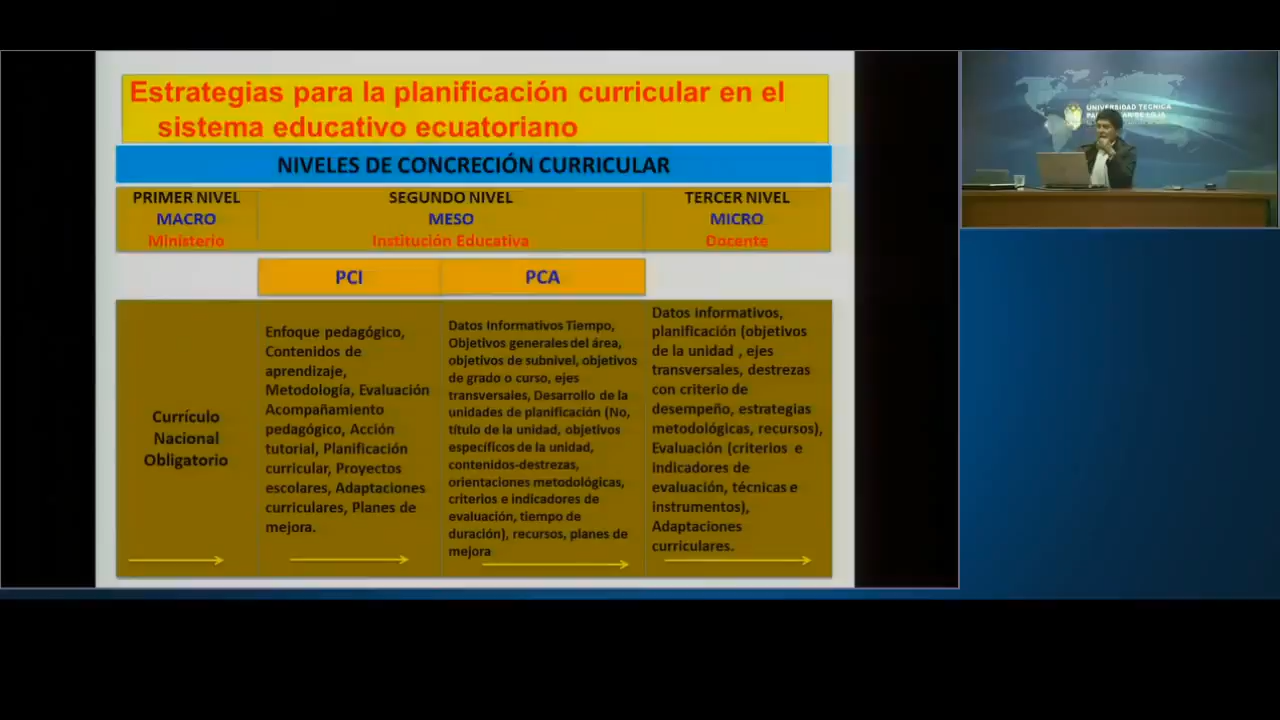 Estrategias para la planificación curricular en el
sistema educativo ecuatoriano
NIVELES DE CONCRECIÓN CURRICULAR
PRIMER NIVEL
MACRO
Ministerio
SEGUNDO NIVEL
MESO
Institución Educativa
TERCER NIVEL
MICRO
Docente
PCI
PCA
Currículo
Nacional
Obligatorio
Enfoque pedagógico,
Contenidos de
aprendizaje,
Metodología, Evaluación
Acompañamiento
pedagógico, Acción
tutorial, Planificación
curricular, Proyectos
escolares, Adaptaciones
curriculares, Planes de
mejora.
Datos Informativos Tiempo,
Objetivos generales del área,
objetivos de subnivel, objetivos
de grado o curso, ejes
transversales, Desarrollo de la
unidades de planificación (No,
título de la unidad, objetivos
específicos de la unidad,
contenidos-destrezas,
orientaciones metodológicas,
criterios e indicadores de
evaluación, tiempo de
duración), recursos, planes de
mejora
Datos informativos,
planificación (objetivos
de la unidad , ejes
transversales, destrezas
con criterio de
desempeño, estrategias
metodológicas, recursos),
Evaluación (criterios e
indicadores de
evaluación, técnicas e
instrumentos),
Adaptaciones
curriculares.
UNIVERSIDAD TÉCNICA